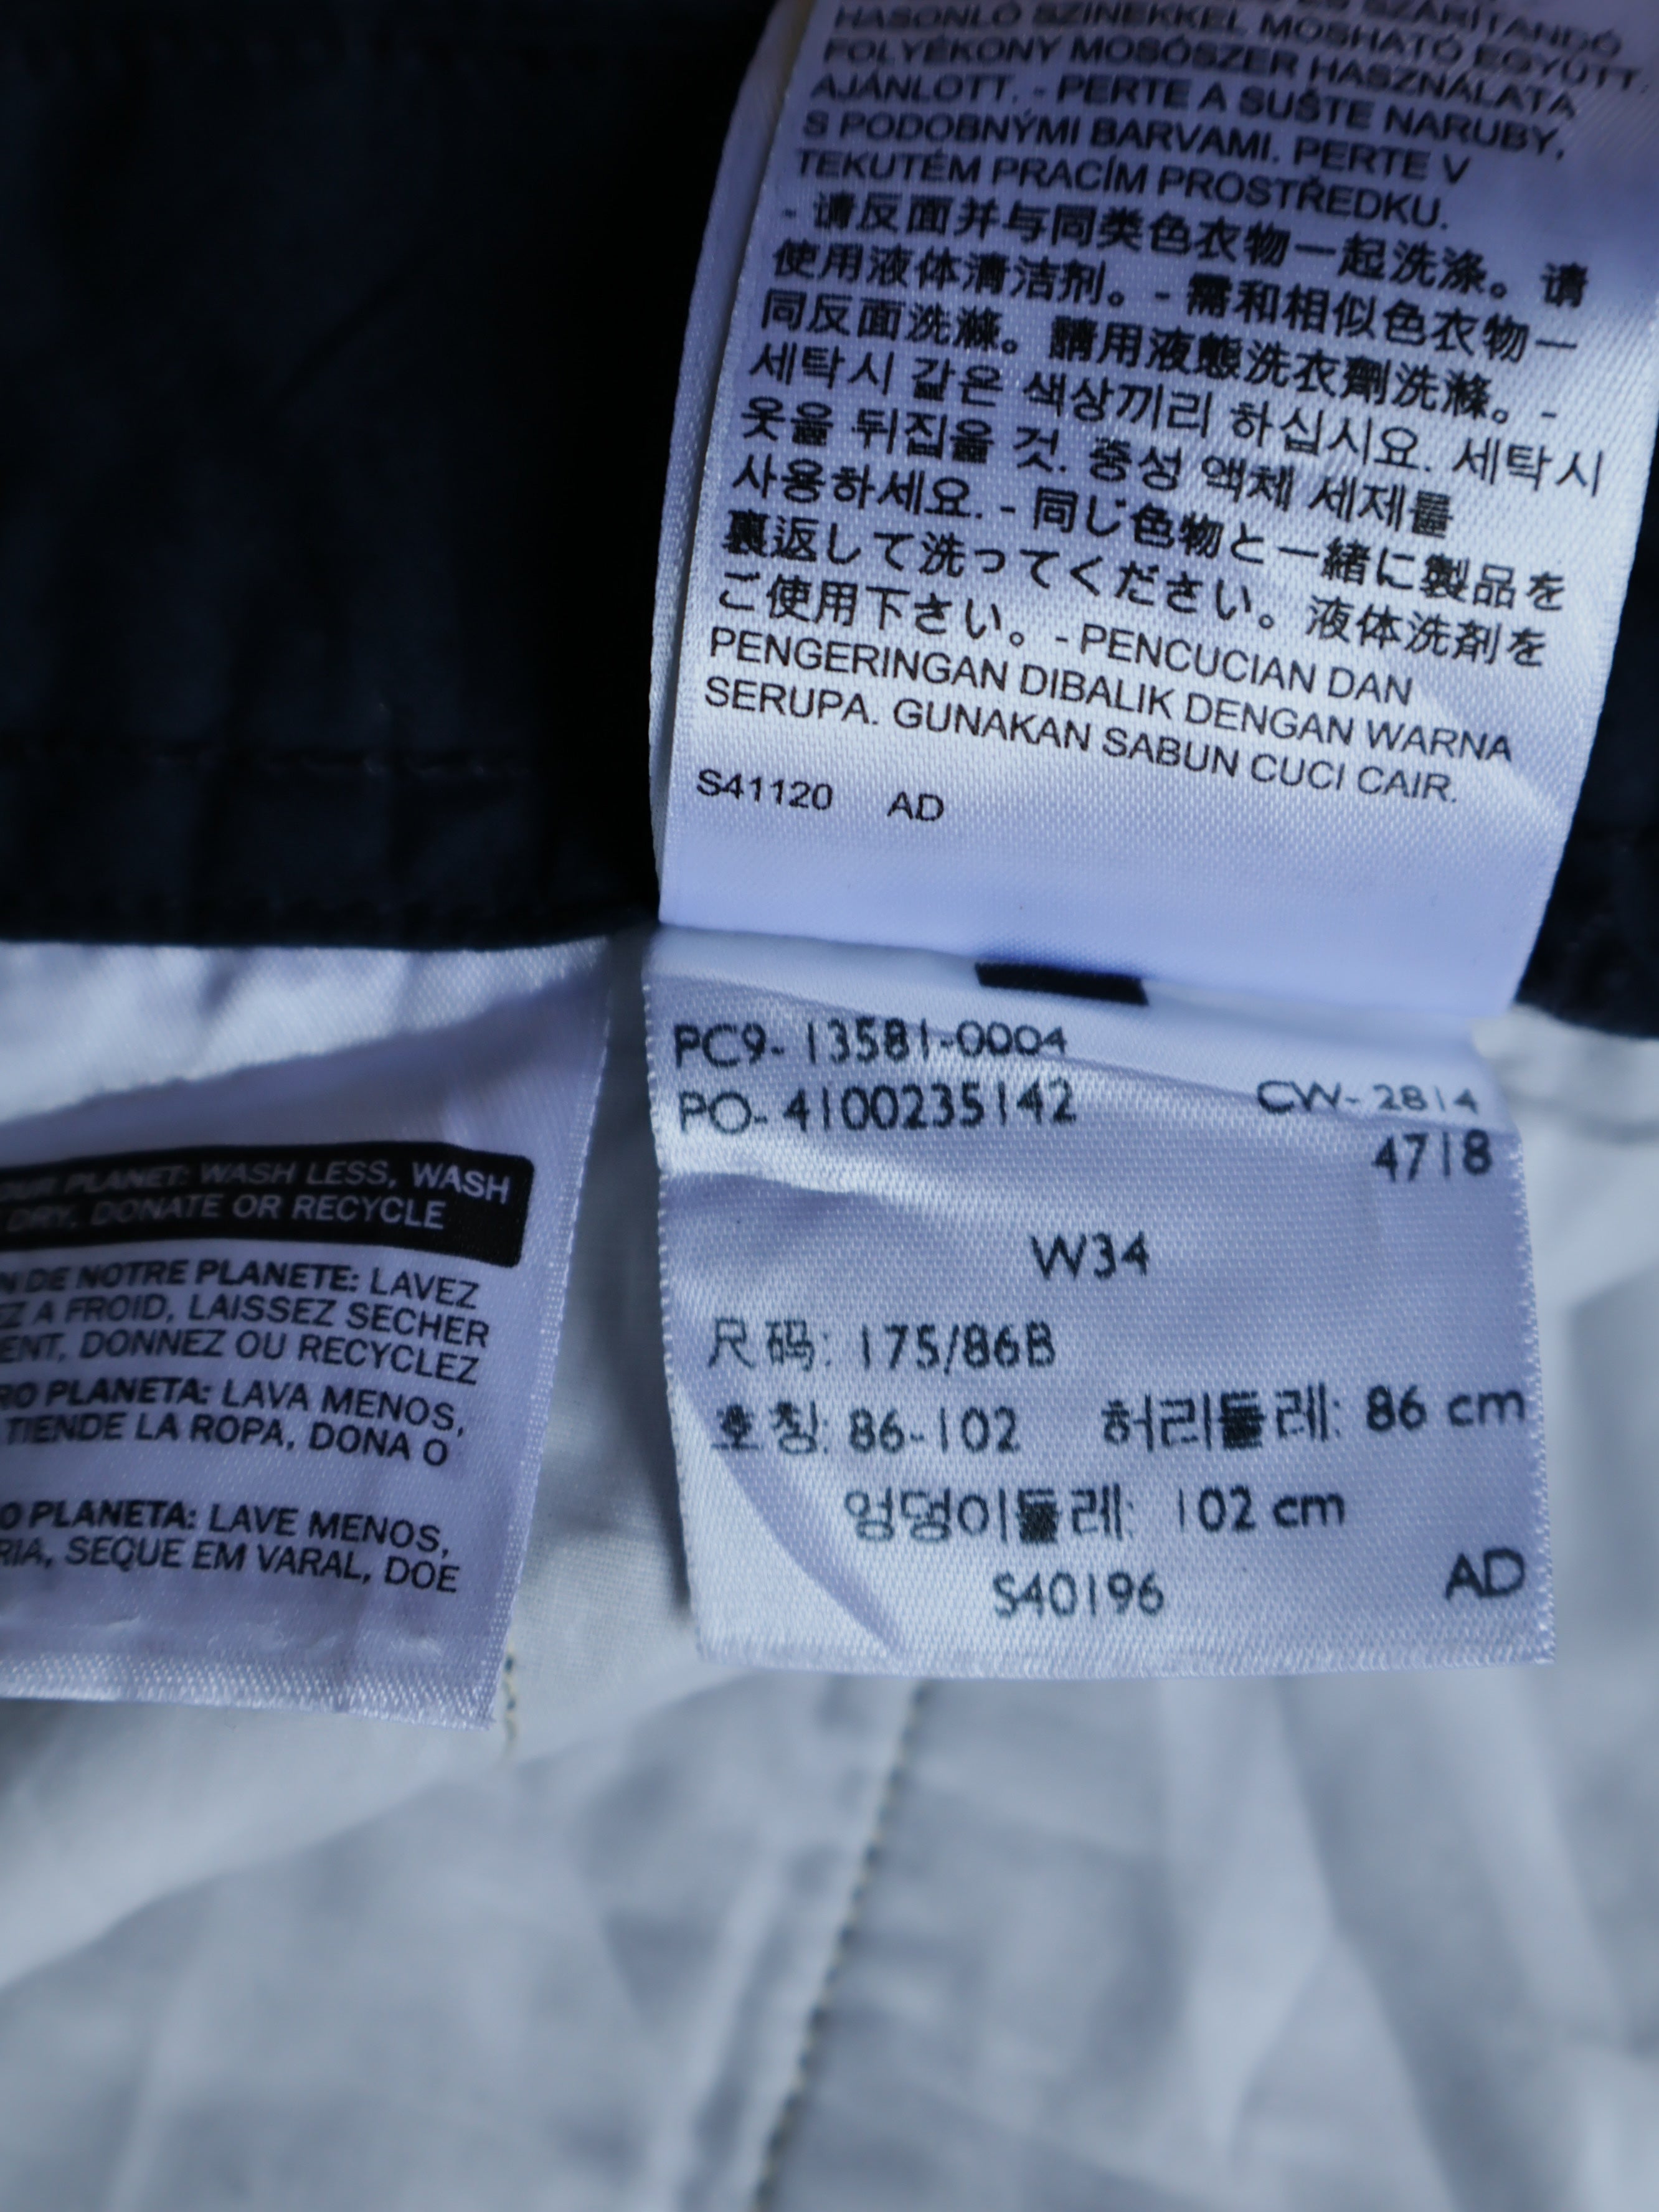 HASONLÓ SZÍNEKKEL MOSHATÓ EGYÜTT.
FOLYÉKONY MOSÓSZER HASZNÁLATA
AJÁNLOTT. - PERTE A SUŠTE NARUBY,
S PODOBNÝMI BARVAMI. PERTE V
TEKUTÉM PRACÍM PROSTŘEDKU.
- 请反面并与同类色衣物一起洗涤。请
使用液体清洁剂。- 需和相似色衣物一
同反面洗滌。請用液態洗衣劑洗滌。-
세탁시 같은 색상끼리 하십시요. 세탁시
옷을 뒤집을 것. 중성 액체 세제를
사용하세요. - 同じ色物と一緒に製品を
裏返して洗ってください。液体洗剤を
ご使用下さい。- PENCUCIAN DAN
PENGERINGAN DIBALIK DENGAN WARNA
SERUPA. GUNAKAN SABUN CUCI CAIR.
S41120 AD
PC9- 13581-0004
PO- 4100235142 CW- 2814
4718
W34
尺码: 175/86B
호칭: 86-102 허리둘레: 86 cm
엉덩이둘레: 102 cm
S40196 AD
PLANET: WASH LESS, WASH
DRY, DONATE OR RECYCLE
DE NOTRE PLANETE: LAVEZ
A FROID, LAISSEZ SECHER
DONNEZ OU RECYCLEZ
PLANETA: LAVA MENOS,
TIENDE LA ROPA, DONA O
PLANETA: LAVE MENOS,
SEQUE EM VARAL, DOE